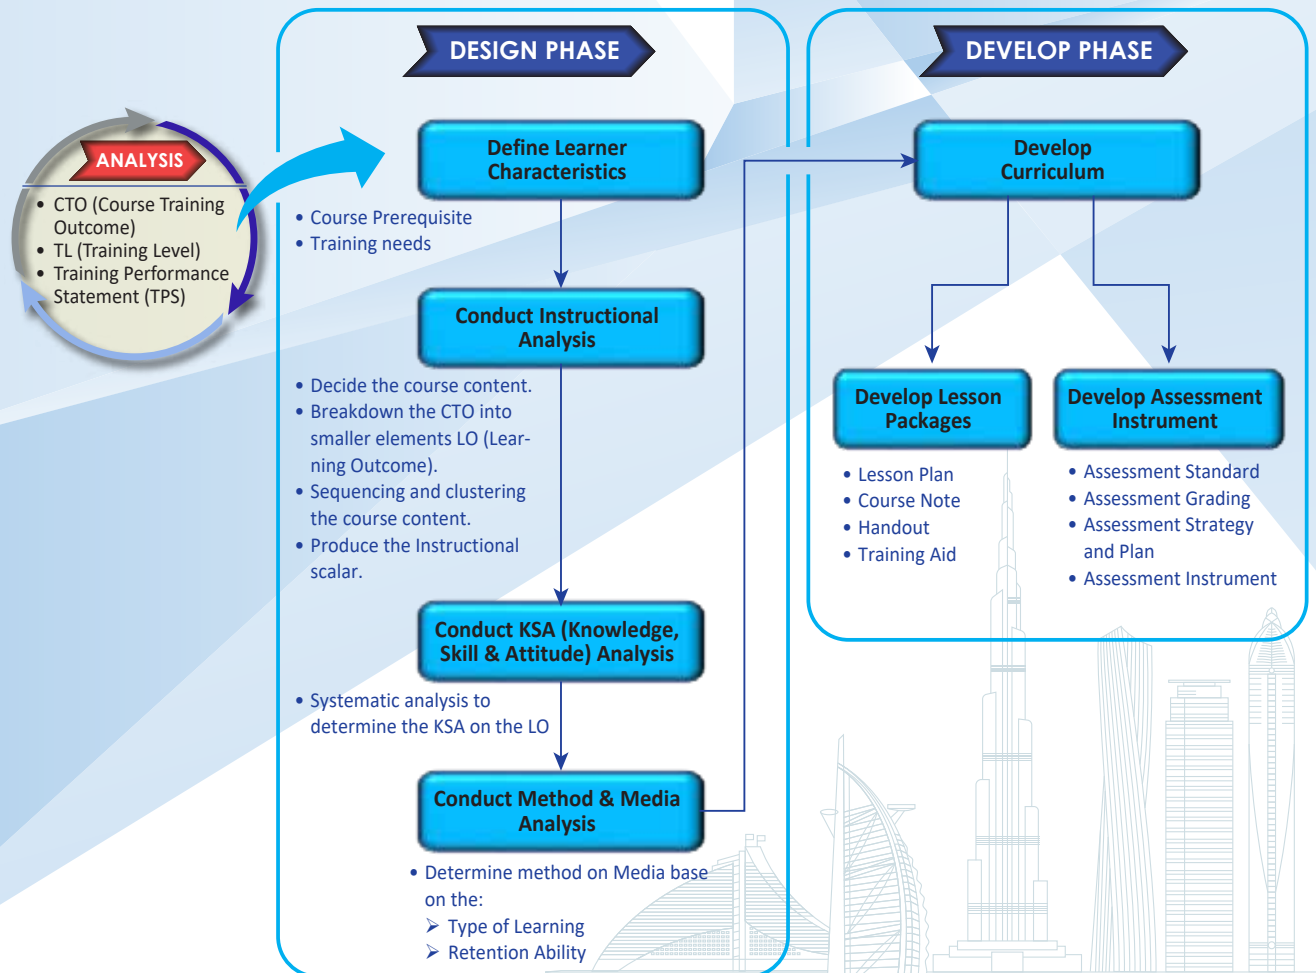 ANALYSIS
• CTO (Course Training
Outcome)
• TL (Training Level)
• Training Performance
Statement (TPS)
DESIGN PHASE
Define Learner
Characteristics
• Course Prerequisite
• Training needs
Conduct Instructional
Analysis
• Decide the course content.
• Breakdown the CTO into
smaller elements LO (Lear-
ning Outcome).
• Sequencing and clustering
the course content.
• Produce the Instructional
scalar.
Conduct KSA (Knowledge,
Skill & Attitude) Analysis
• Systematic analysis to
determine the KSA on the LO
Conduct Method & Media
Analysis
• Determine method on Media base
on the:
➢ Type of Learning
➢ Retention Ability
DEVELOP PHASE
Develop
Curriculum
Develop Lesson
Packages
• Lesson Plan
• Course Note
• Handout
• Training Aid
Develop Assessment
Instrument
• Assessment Standard
• Assessment Grading
• Assessment Strategy
and Plan
• Assessment Instrument